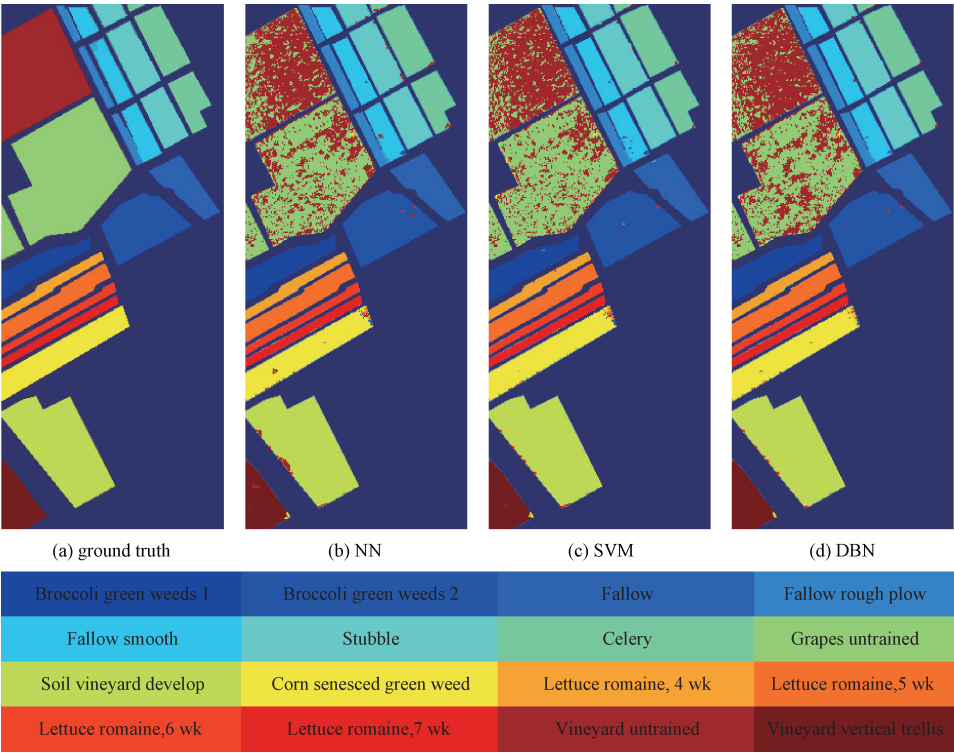 (a) ground truth (b) NN (c) SVM (d) DBN
Broccoli green weeds 1 Broccoli green weeds 2 Fallow Fallow rough plow
Fallow smooth Stubble Celery Grapes untrained
Soil vineyard develop Corn senesced green weed Lettuce romaine, 4 wk Lettuce romaine,5 wk
Lettuce romaine,6 wk Lettuce romaine,7 wk Vineyard untrained Vineyard vertical trellis